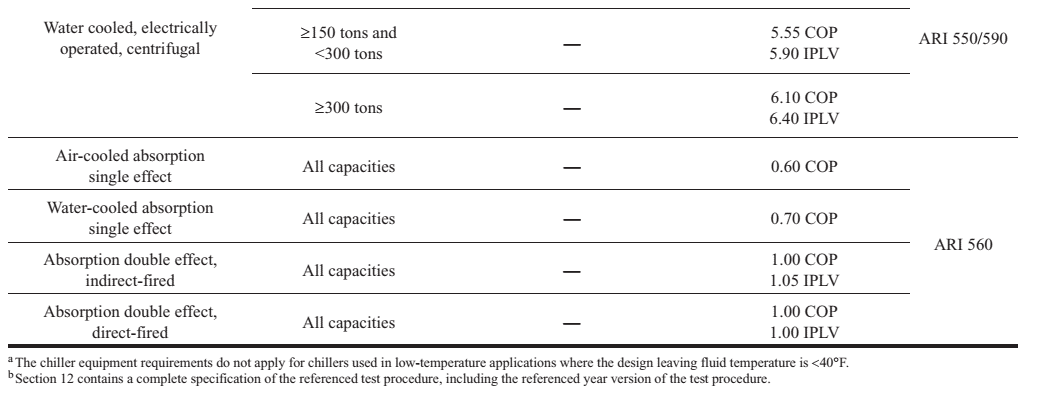 Water cooled, electrically
operated, centrifugal
≥150 tons and
<300 tons
—
5.55 COP
5.90 IPLV
ARI 550/590
≥300 tons
—
6.10 COP
6.40 IPLV
Air-cooled absorption
single effect
All capacities
—
0.60 COP
ARI 560
Water-cooled absorption
single effect
All capacities
—
0.70 COP
Absorption double effect,
indirect-fired
All capacities
—
1.00 COP
1.05 IPLV
Absorption double effect,
direct-fired
All capacities
—
1.00 COP
1.00 IPLV
a The chiller equipment requirements do not apply for chillers used in low-temperature applications where the design leaving fluid temperature is <40°F.
b Section 12 contains a complete specification of the referenced test procedure, including the referenced year version of the test procedure.